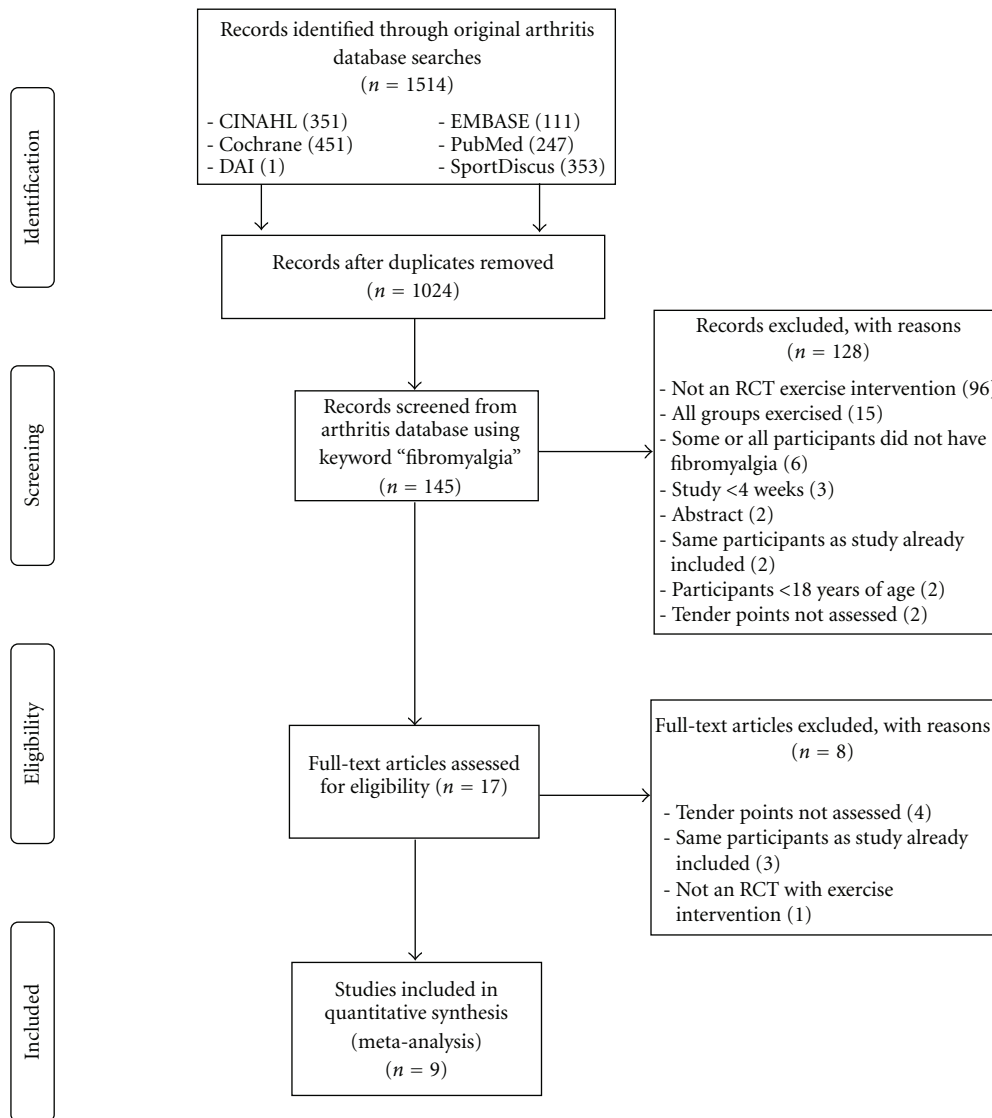 Records identified through original arthritis
database searches
(n = 1514)
- CINAHL (351)
- EMBASE (111)
- Cochrane (451)
- PubMed (247)
- DAI (1)
- SportDiscus (353)
Identification
Records after duplicates removed
(n = 1024)
Records excluded, with reasons
(n = 128)
- Not an RCT exercise intervention (96)
- All groups exercised (15)
- Some or all participants did not have
fibromyalgia (6)
- Study <4 weeks (3)
- Abstract (2)
- Same participants as study already
included (2)
- Participants <18 years of age (2)
- Tender points not assessed (2)
Screening
Records screened from
arthritis database using
keyword “fibromyalgia”
(n = 145)
Eligibility
Full-text articles assessed
for eligibility (n = 17)
Full-text articles excluded, with reasons
(n = 8)
- Tender points not assessed (4)
- Same participants as study already
included (3)
- Not an RCT with exercise
intervention (1)
Included
Studies included in
quantitative synthesis
(meta-analysis)
(n = 9)